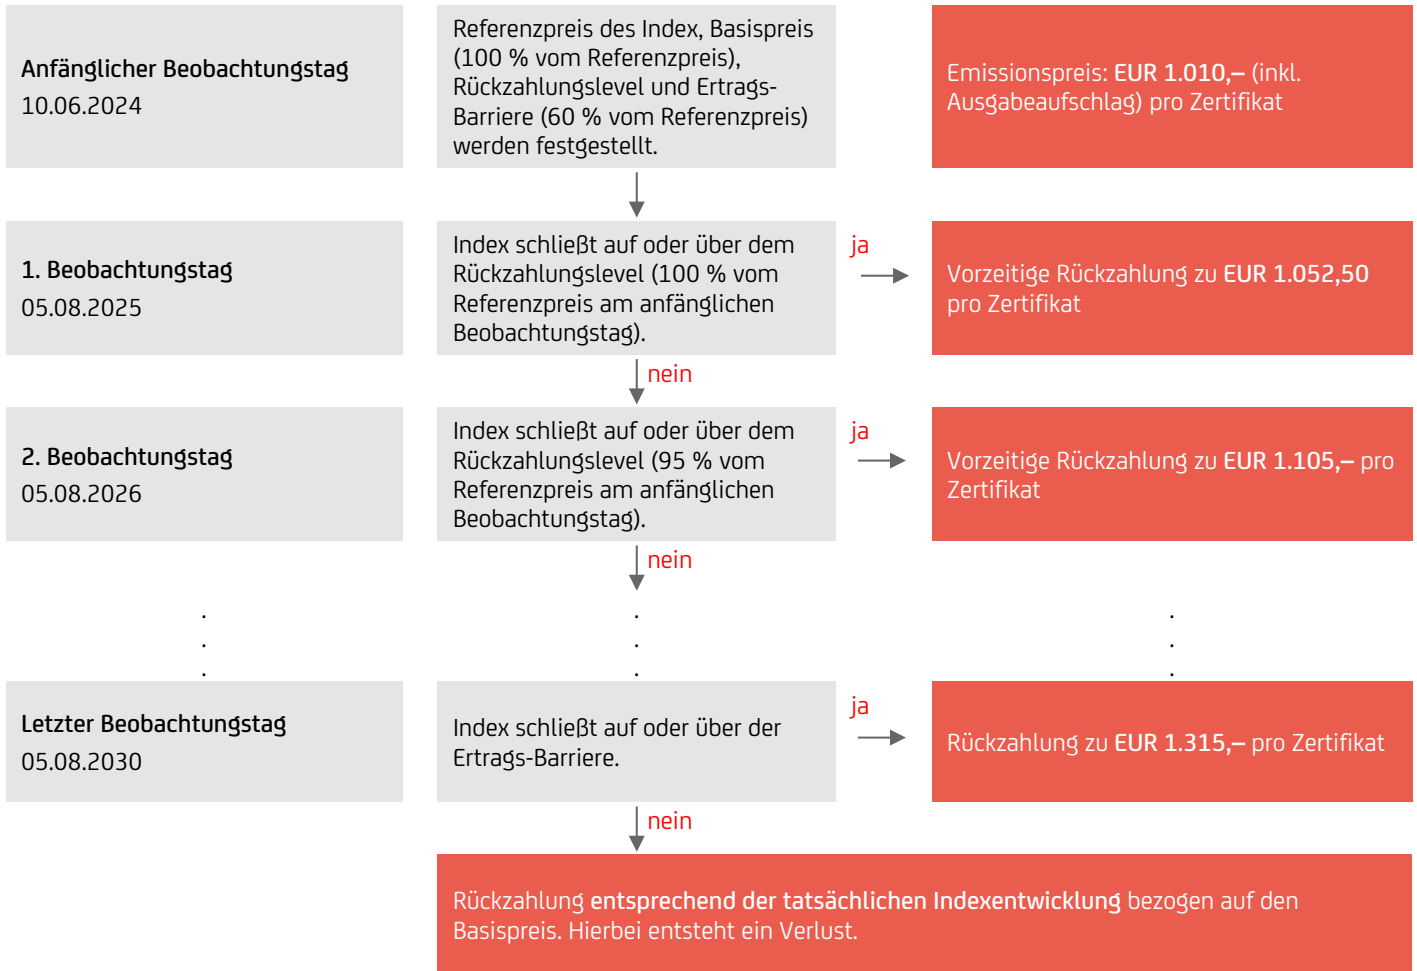 Anfänglicher Beobachtungstag
10.06.2024
Referenzpreis des Index, Basispreis
(100 % vom Referenzpreis),
Rückzahlungslevel und Ertrags-
Barriere (60 % vom Referenzpreis)
werden festgestellt.
Emissionspreis: EUR 1.010,– (inkl.
Ausgabeaufschlag) pro Zertifikat
1. Beobachtungstag
05.08.2025
Index schließt auf oder über dem
Rückzahlungslevel (100 % vom
Referenzpreis am anfänglichen
Beobachtungstag).
ja
Vorzeitige Rückzahlung zu EUR 1.052,50
pro Zertifikat
nein
2. Beobachtungstag
05.08.2026
Index schließt auf oder über dem
Rückzahlungslevel (95 % vom
Referenzpreis am anfänglichen
Beobachtungstag).
ja
Vorzeitige Rückzahlung zu EUR 1.105,– pro
Zertifikat
nein
. . .
. . .
. . .
Letzter Beobachtungstag
05.08.2030
Index schließt auf oder über der
Ertrags-Barriere.
ja
Rückzahlung zu EUR 1.315,– pro Zertifikat
nein
Rückzahlung entsprechend der tatsächlichen Indexentwicklung bezogen auf den
Basispreis. Hierbei entsteht ein Verlust.